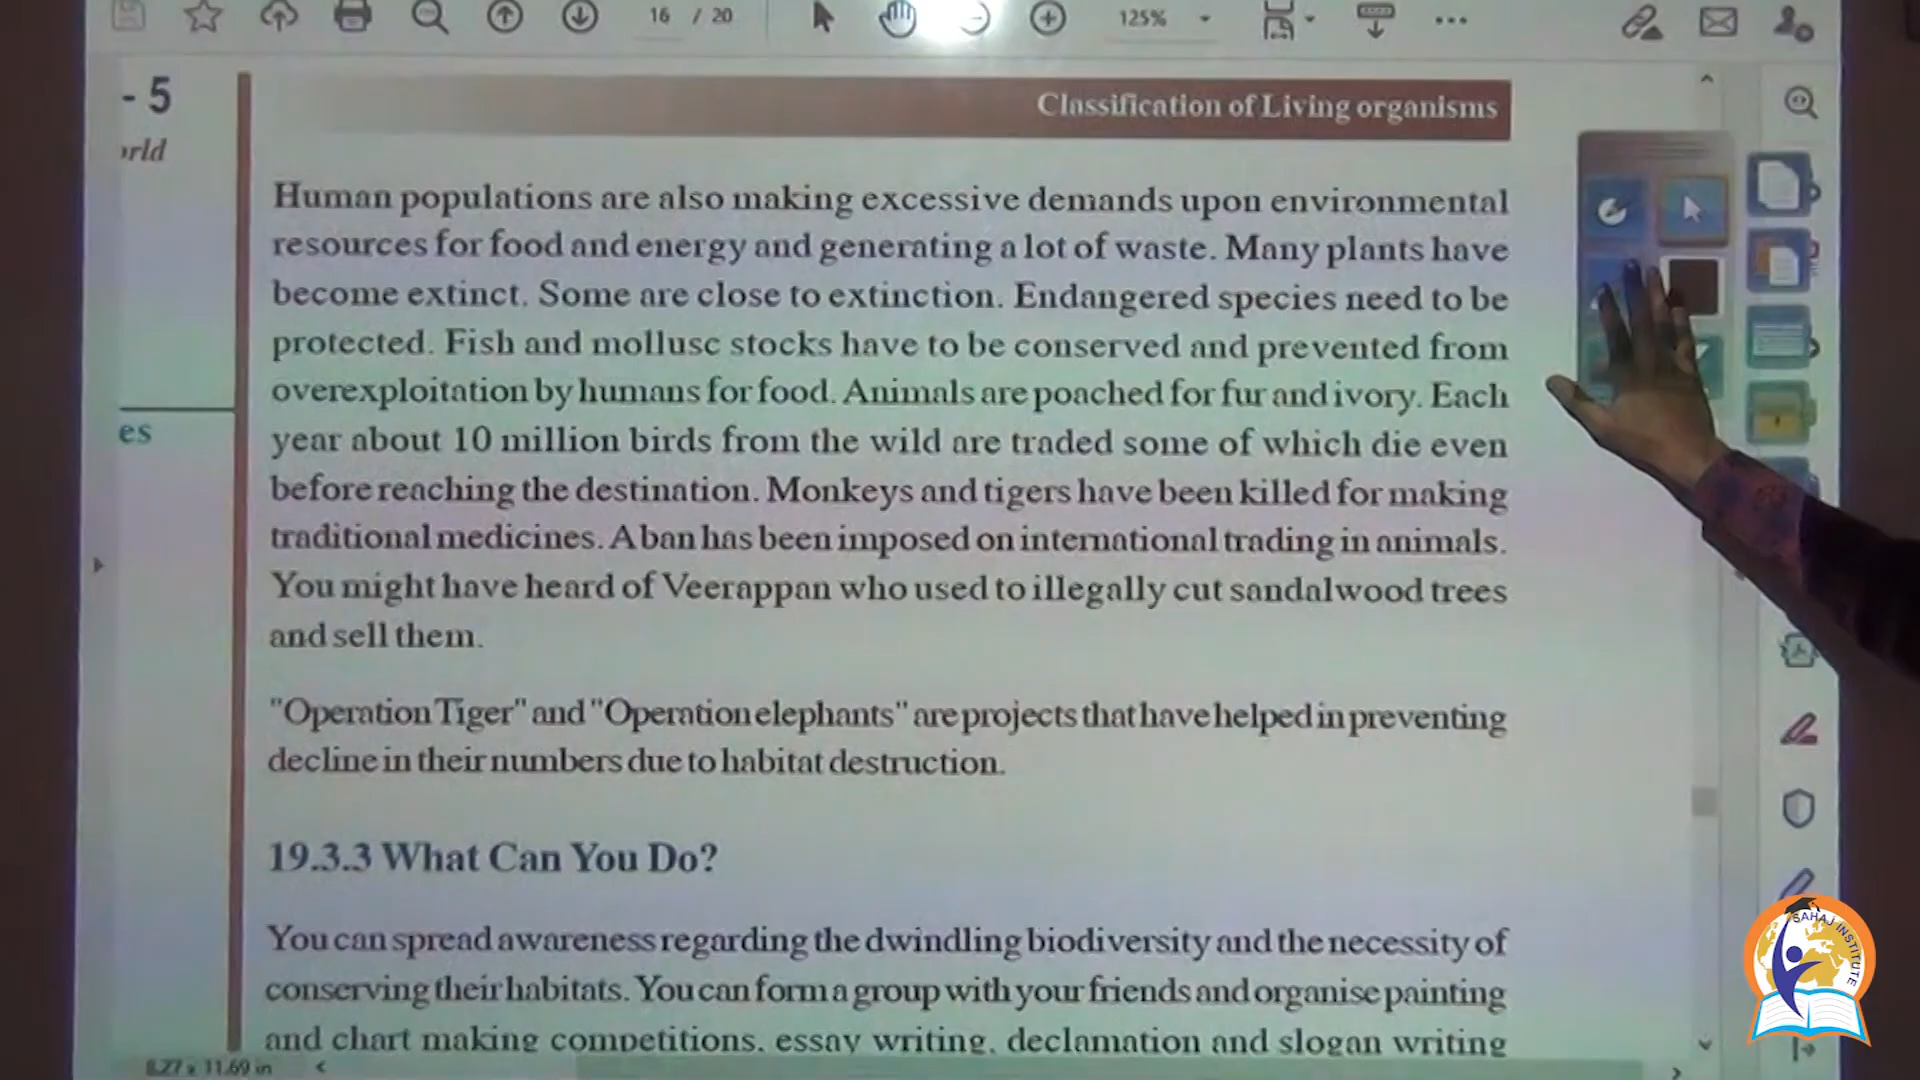 16 / 20
125%
- 5
Classification of Living organisms
orld
Human populations are also making excessive demands upon environmental
resources for food and energy and generating a lot of waste. Many plants have
become extinct. Some are close to extinction. Endangered species need to be
protected. Fish and mollusc stocks have to be conserved and prevented from
overexploitation by humans for food. Animals are poached for fur and ivory. Each
es
year about 10 million birds from the wild are traded some of which die even
before reaching the destination. Monkeys and tigers have been killed for making
traditional medicines. A ban has been imposed on international trading in animals.
You might have heard of Veerappan who used to illegally cut sandalwood trees
and sell them.
"Operation Tiger" and "Operation elephants" are projects that have helped in preventing
decline in their numbers due to habitat destruction.
19.3.3 What Can You Do?
You can spread awareness regarding the dwindling biodiversity and the necessity of
conserving their habitats. You can form a group with your friends and organise painting
and chart making competitions, essay writing, declamation and slogan writing
8.27 x 11.69 in
SAHAJ INSTITUTE